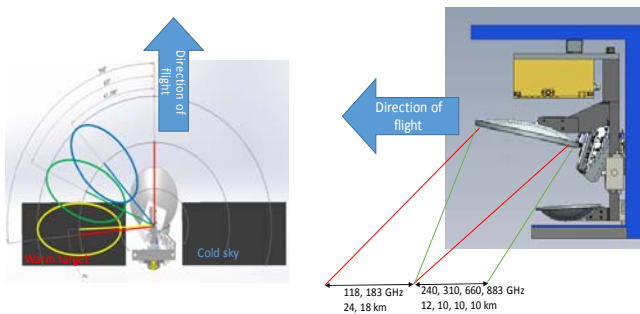 Direction of
flight
Warm target
Cold sky
Direction of
flight
118, 183 GHz
24, 18 km
240, 310, 660, 883 GHz
12, 10, 10, 10 km